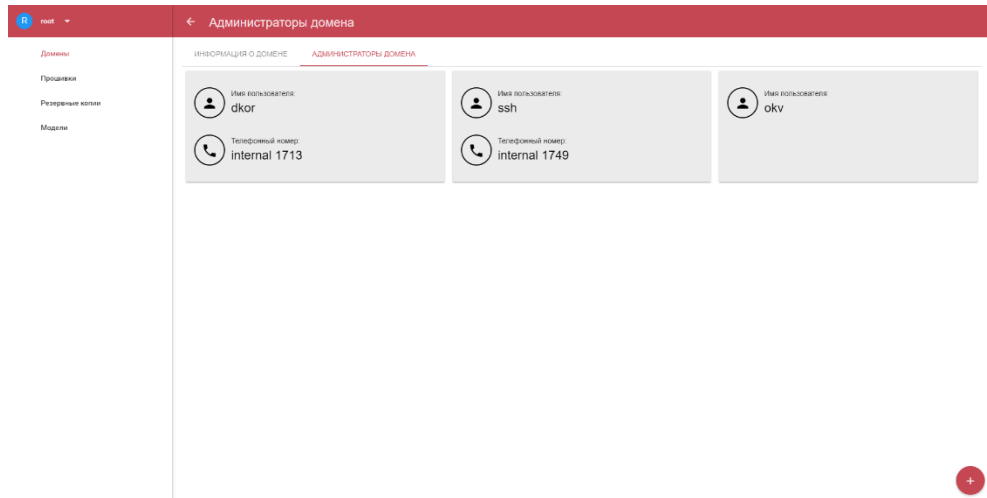 R root
Администраторы домена
Домены
Прошивки
Резервные копии
Модели
ИНФОРМАЦИЯ О ДОМЕНЕ
АДМИНИСТРАТОРЫ ДОМЕНА
Имя пользователя:
dkor
Телефонный номер:
internal 1713
Имя пользователя:
ssh
Телефонный номер:
internal 1749
Имя пользователя:
okv
+